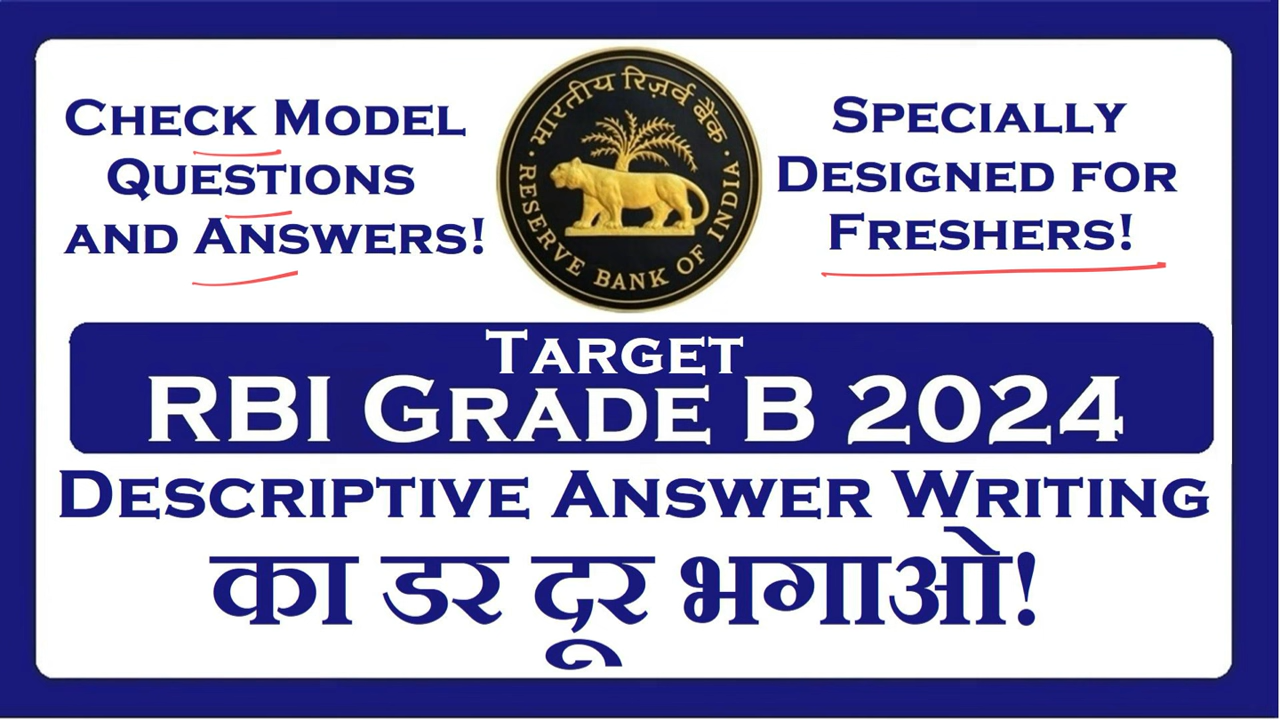 CHECK MODEL
QUESTIONS
AND ANSWERS!
भारतीय रिज़र्व बैंक
RESERVE BANK OF INDIA
SPECIALLY
DESIGNED FOR
FRESHERS!
TARGET
RBI GRADE B 2024
DESCRIPTIVE ANSWER WRITING
का डर दूर भगाओ!